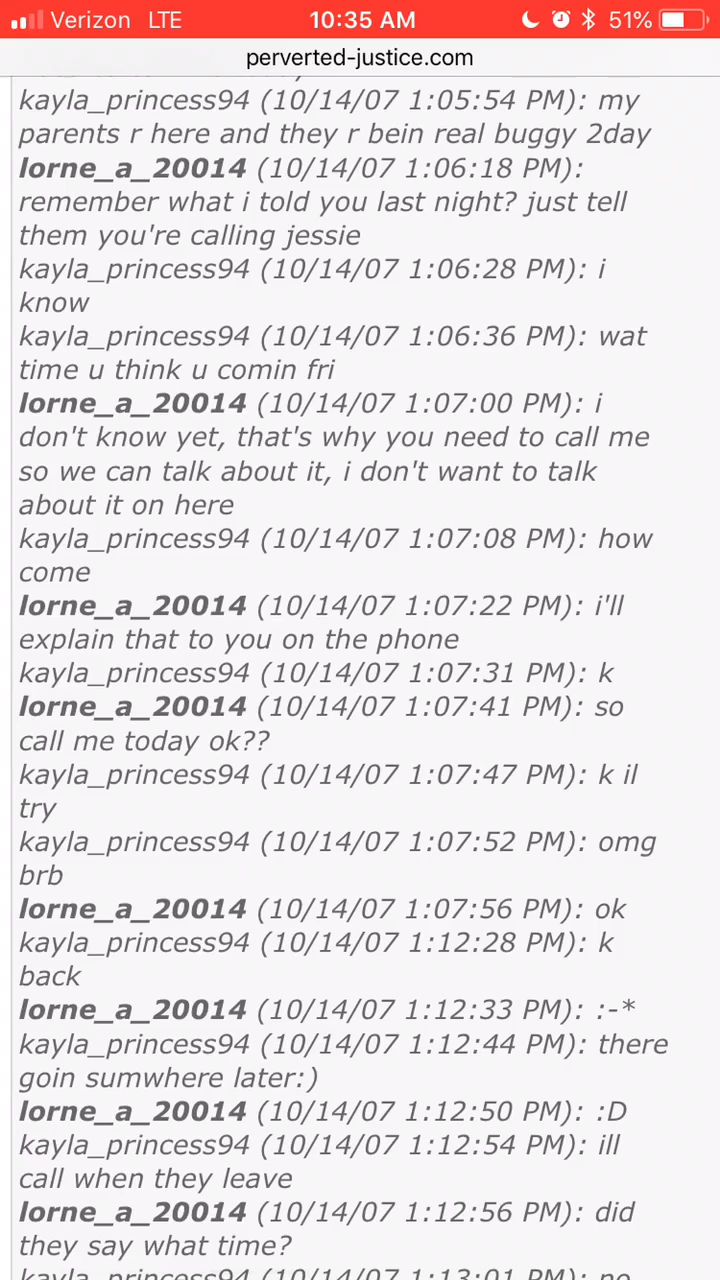 Verizon LTE 10:35 AM 51%
perverted-justice.com
kayla_princess94 (10/14/07 1:05:54 PM): my
parents r here and they r bein real buggy 2day
lorne_a_20014 (10/14/07 1:06:18 PM):
remember what i told you last night? just tell
them you're calling jessie
kayla_princess94 (10/14/07 1:06:28 PM): i
know
kayla_princess94 (10/14/07 1:06:36 PM): wat
time u think u comin fri
lorne_a_20014 (10/14/07 1:07:00 PM): i
don't know yet, that's why you need to call me
so we can talk about it, i don't want to talk
about it on here
kayla_princess94 (10/14/07 1:07:08 PM): how
come
lorne_a_20014 (10/14/07 1:07:22 PM): i'll
explain that to you on the phone
kayla_princess94 (10/14/07 1:07:31 PM): k
lorne_a_20014 (10/14/07 1:07:41 PM): so
call me today ok??
kayla_princess94 (10/14/07 1:07:47 PM): k il
try
kayla_princess94 (10/14/07 1:07:52 PM): omg
brb
lorne_a_20014 (10/14/07 1:07:56 PM): ok
kayla_princess94 (10/14/07 1:12:28 PM): k
back
lorne_a_20014 (10/14/07 1:12:33 PM): :-*
kayla_princess94 (10/14/07 1:12:44 PM): there
goin sumwhere later:)
lorne_a_20014 (10/14/07 1:12:50 PM): :D
kayla_princess94 (10/14/07 1:12:54 PM): ill
call when they leave
lorne_a_20014 (10/14/07 1:12:56 PM): did
they say what time?
kayla_princess94 (10/14/07 1:13:01 PM): no